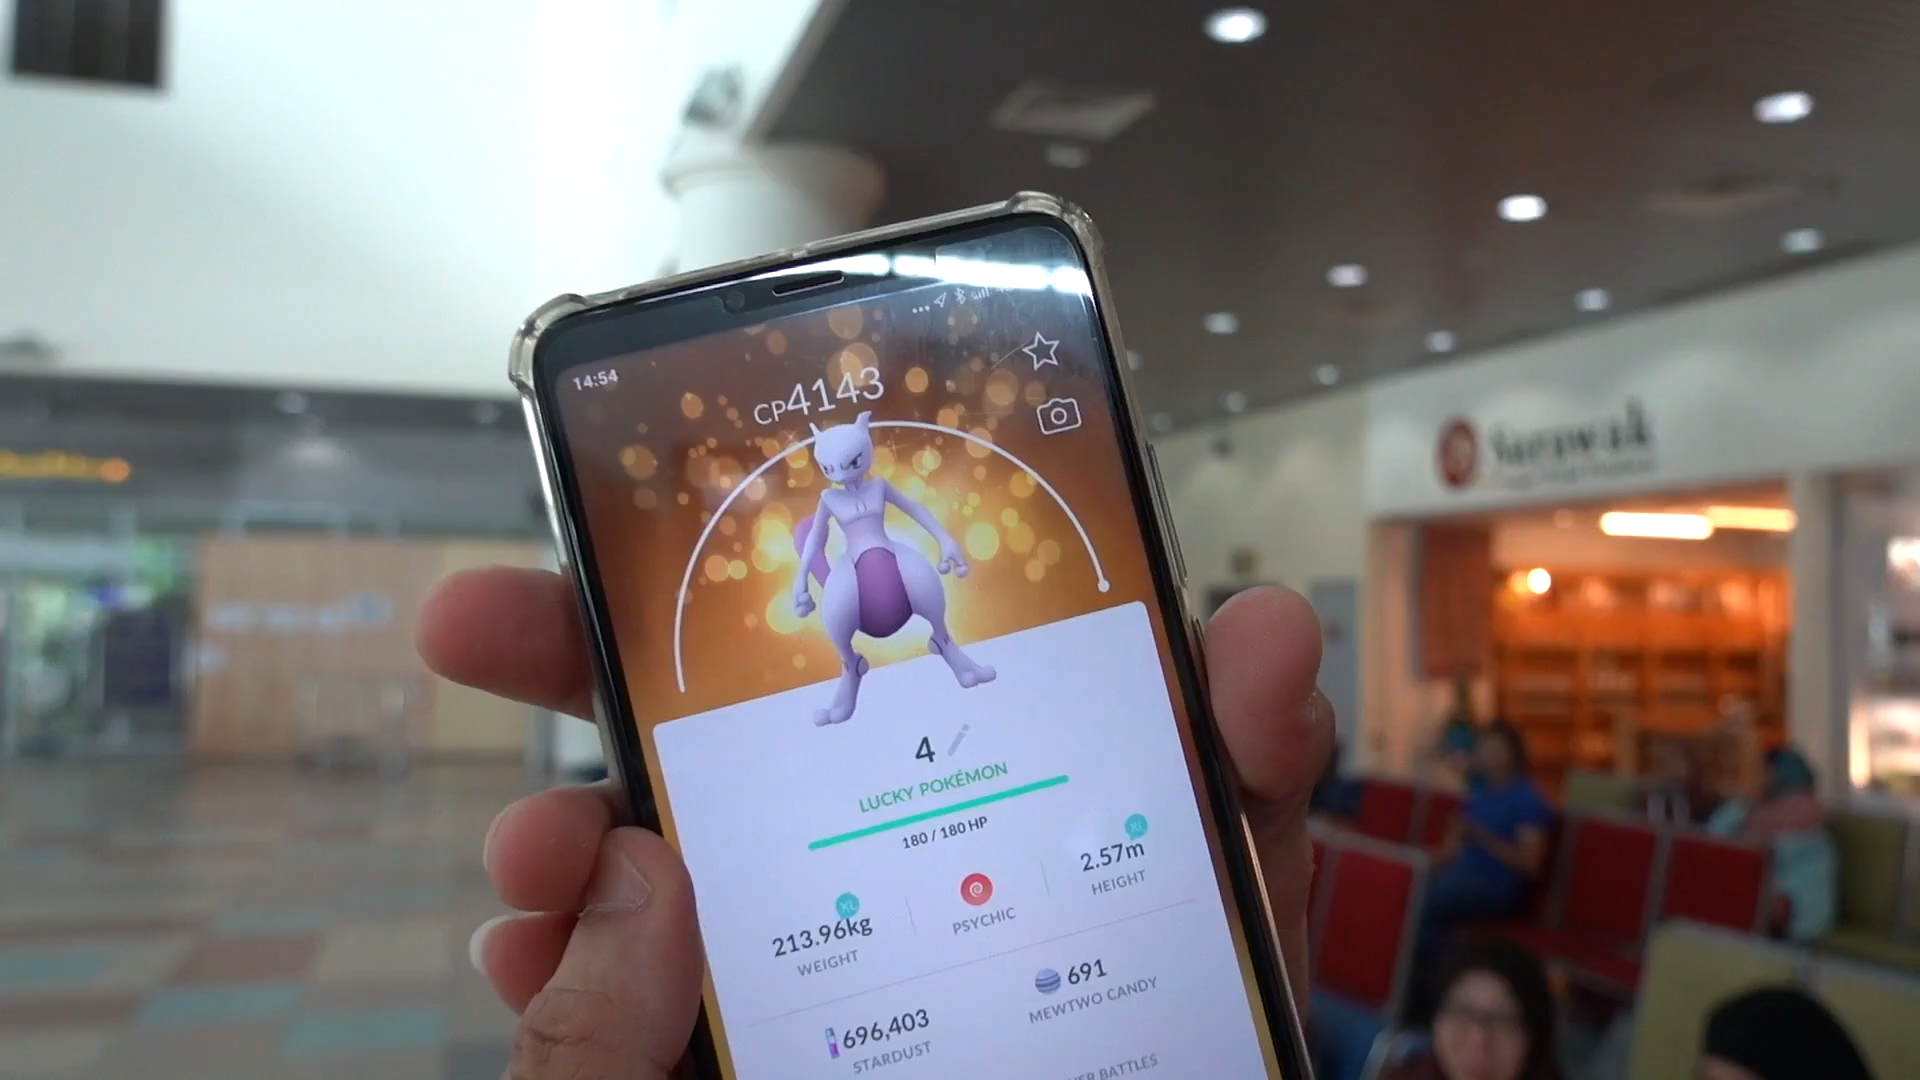 14:54
CP4143
4
LUCKY POKÉMON
180 / 180 HP
XL
213.96kg
WEIGHT
PSYCHIC
XL
2.57m
HEIGHT
696,403
STARDUST
691
MEWTWO CANDY
BATTLES
Sarawak